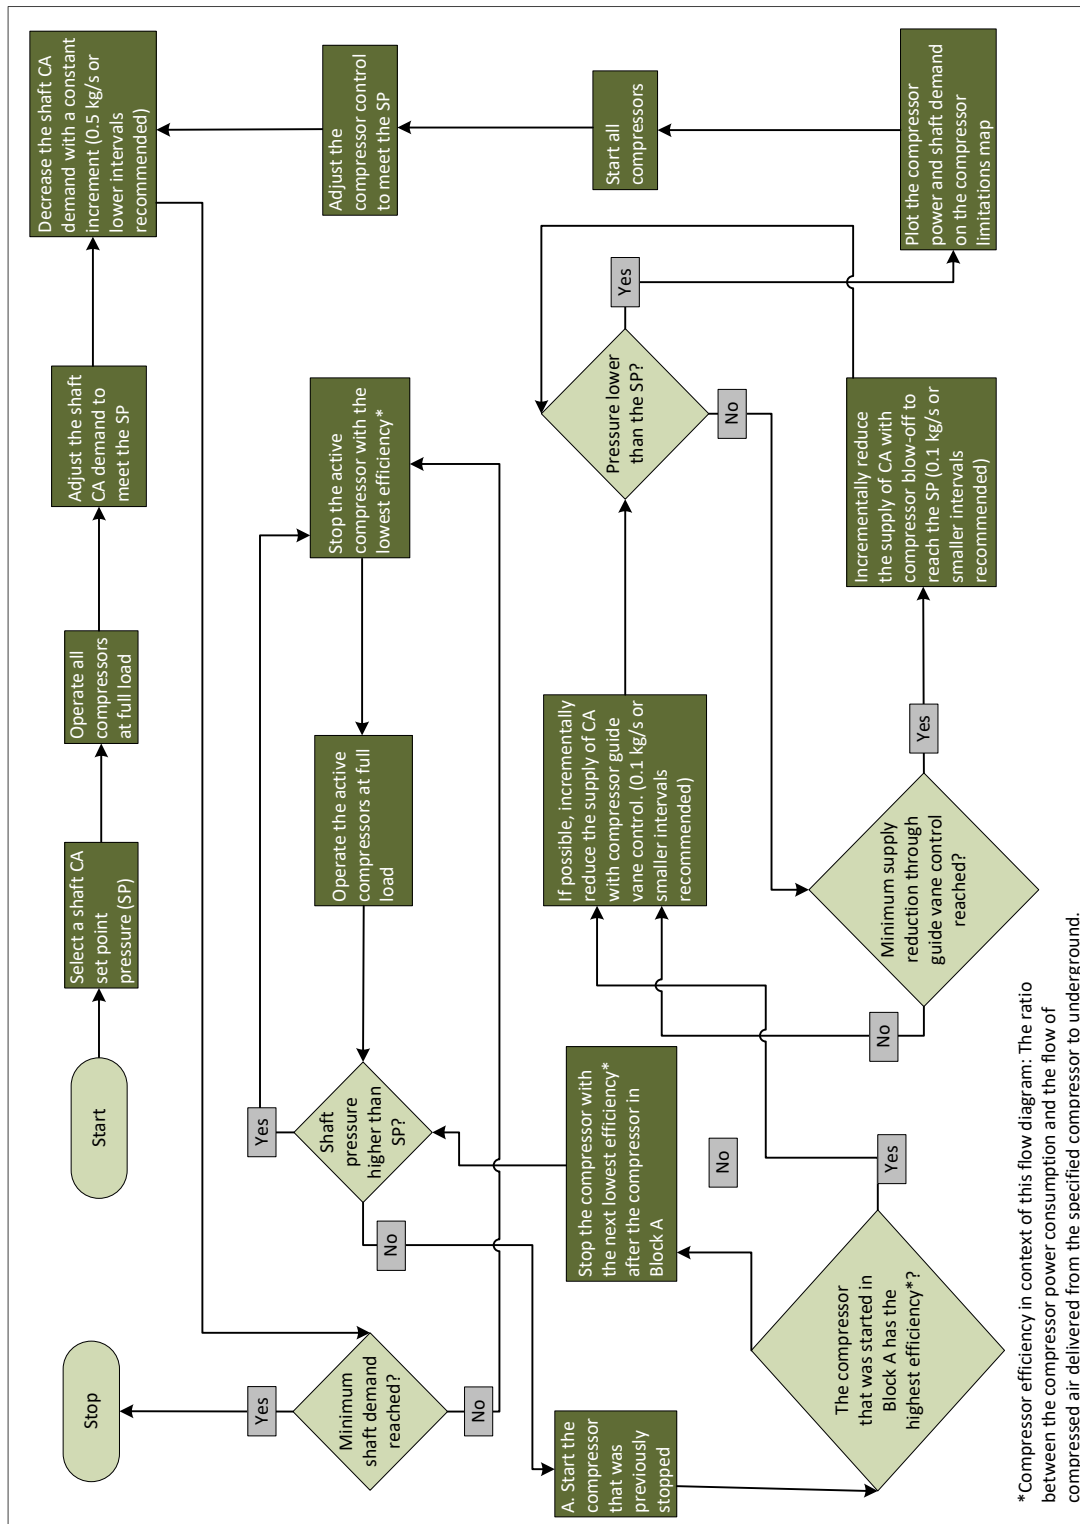 Start
Select a shaft CA
set point
pressure (SP)
Operate all
compressors
at full load
Adjust the shaft
CA demand to
meet the SP
Decrease the shaft CA
demand with a constant
increment (0.5 kg/s or
lower intervals
recommended)
Stop
Yes
Minimum
shaft demand
reached?
No
Stop the active
compressor with the
lowest efficiency*
Operate the active
compressors at full
load
Yes
Shaft
pressure
higher than
SP?
No
A. Start the
compressor
that was
previously
stopped
The compressor
that was started in
Block A has the
highest efficiency*?
No
Yes
Stop the compressor with
the next lowest efficiency*
after the compressor in
Block A
If possible, incrementally
reduce the supply of CA
with compressor guide
vane control. (0.1 kg/s or
smaller intervals
recommended)
Pressure lower
than the SP?
Yes
No
Minimum supply
reduction through
guide vane control
reached?
No
Yes
Incrementally reduce
the supply of CA with
compressor blow-off to
reach the SP (0.1 kg/s or
smaller intervals
recommended)
Plot the compressor
power and shaft demand
on the compressor
limitations map
Start all
compressors
Adjust the
compressor control
to meet the SP
*Compressor efficiency in context of this flow diagram: The ratio
between the compressor power consumption and the flow of
compressed air delivered from the specified compressor to underground.